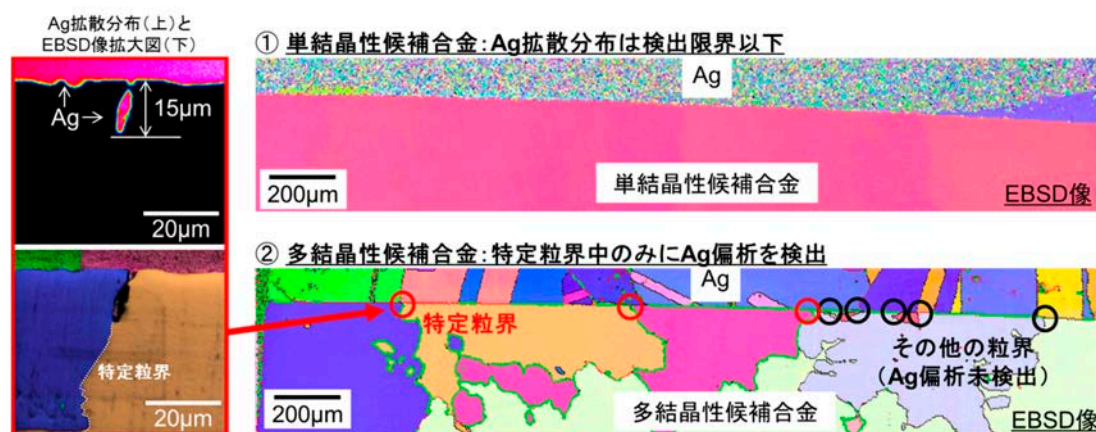 Ag拡散分布(上)と
EBSD像拡大図(下)
Ag→
15μm
20μm
特定粒界
20μm
① 単結晶性候補合金:Ag拡散分布は検出限界以下
Ag
単結晶性候補合金
200μm
EBSD像
② 多結晶性候補合金:特定粒界中のみにAg偏析を検出
Ag
特定粒界
その他の粒界
(Ag偏析未検出)
200μm
多結晶性候補合金
EBSD像